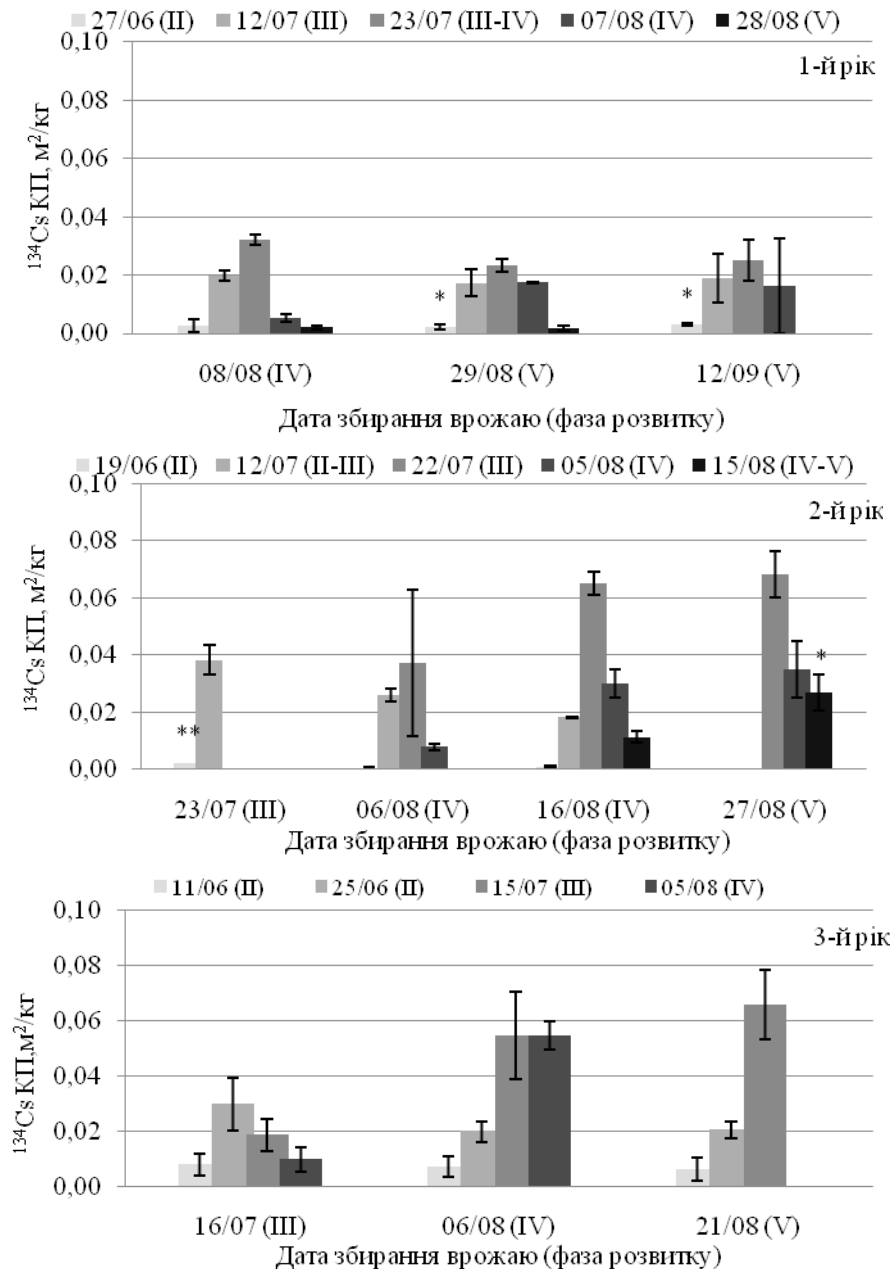 27/06 (II) 12/07 (III) 23/07 (III-IV) 07/08 (IV) 28/08 (V)
1-й рік
¹³⁴Cs КП, м²/кг
0,10
0,08
0,06
0,04
0,02
0,00
* *
08/08 (IV) 29/08 (V) 12/09 (V)
Дата збирання врожаю (фаза розвитку)
19/06 (II) 12/07 (II-III) 22/07 (III) 05/08 (IV) 15/08 (IV-V)
2-й рік
¹³⁴Cs КП, м²/кг
0,10
0,08
0,06
0,04
0,02
0,00
** *
23/07 (III) 06/08 (IV) 16/08 (IV) 27/08 (V)
Дата збирання врожаю (фаза розвитку)
11/06 (II) 25/06 (II) 15/07 (III) 05/08 (IV)
3-й рік
¹³⁴Cs КП,м²/кг
0,10
0,08
0,06
0,04
0,02
0,00
16/07 (III) 06/08 (IV) 21/08 (V)
Дата збирання врожаю (фаза розвитку)